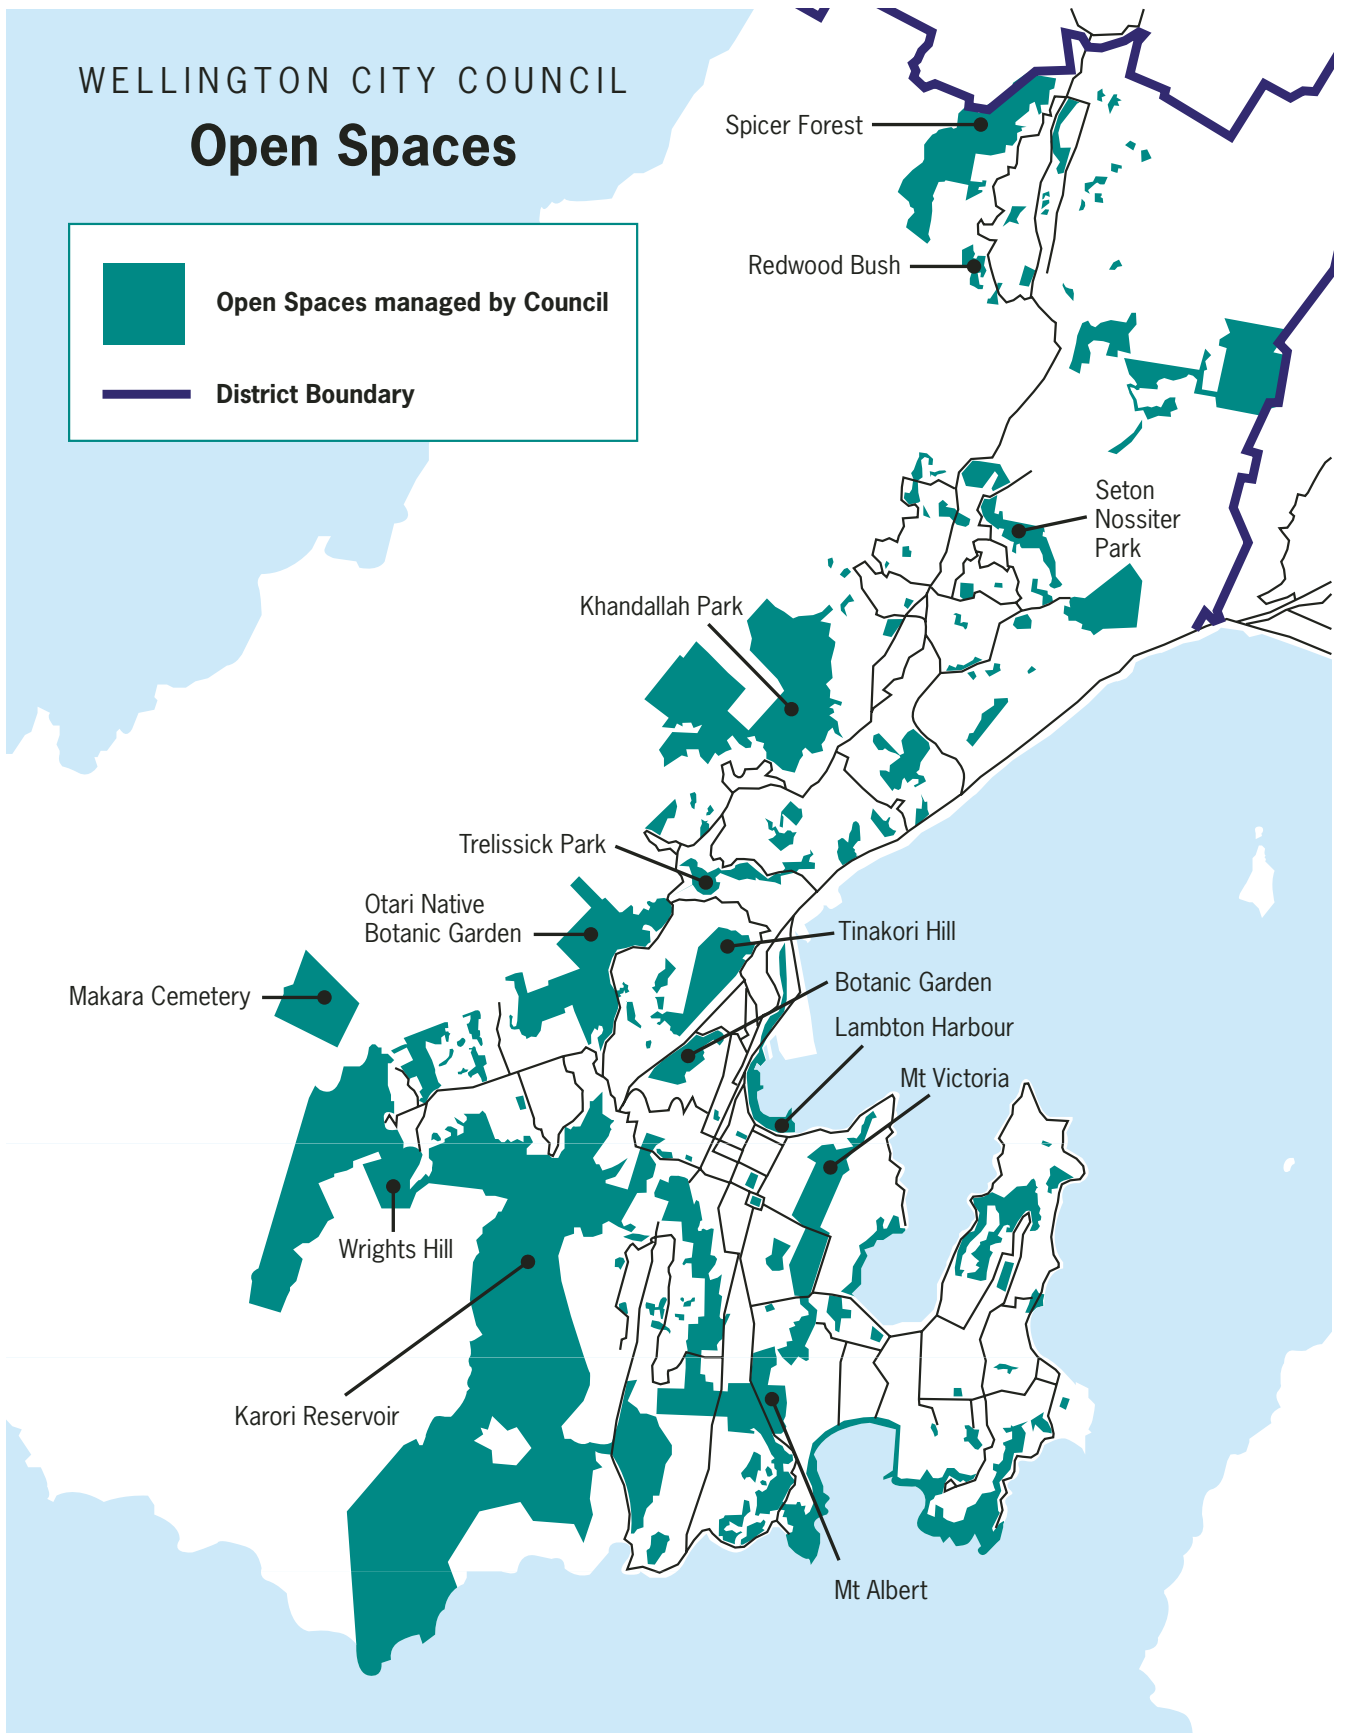 WELLINGTON CITY COUNCIL
Open Spaces
Open Spaces managed by Council
District Boundary
Spicer Forest
Redwood Bush
Seton
Nossiter
Park
Khandallah Park
Trelissick Park
Otari Native
Botanic Garden
Tinakori Hill
Makara Cemetery
Botanic Garden
Lambton Harbour
Mt Victoria
Wrights Hill
Karori Reservoir
Mt Albert